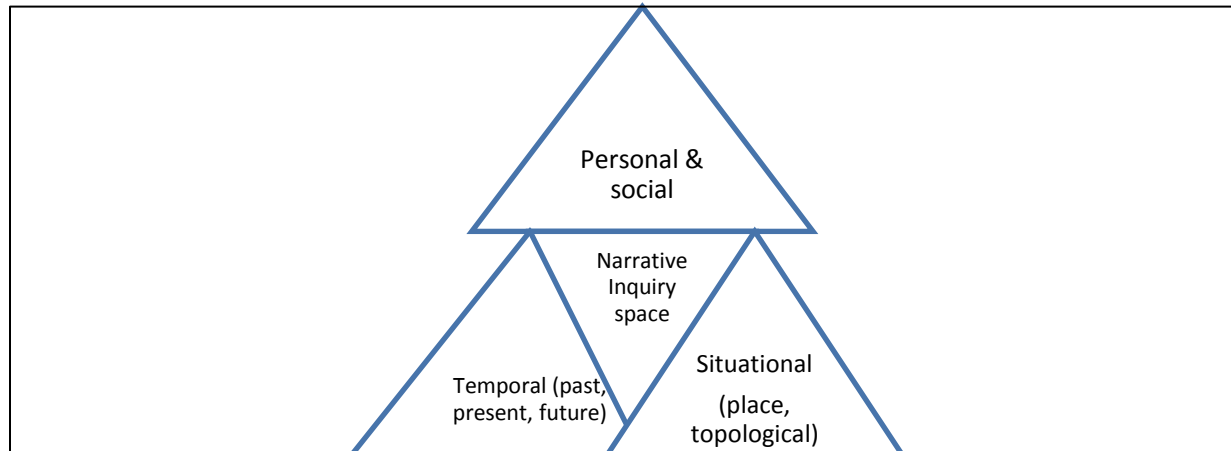 Personal &
social
Narrative
Inquiry
space
Temporal (past,
present, future)
Situational
(place,
topological)